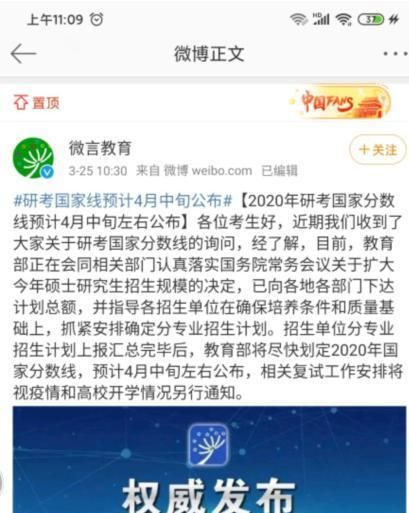 上午11:09
HD
37
微博正文
置顶
中国FANS
微言教育
+关注
3-25 10:30 来自 微博 weibo.com 已编辑
#研考国家线预计4月中旬公布#【2020年研考国家分数
线预计4月中旬左右公布】各位考生好，近期我们收到了
大家关于研考国家分数线的询问，经了解，目前，教育
部正在会同相关部门认真落实国务院常务会议关于扩大
今年硕士研究生招生规模的决定，已向各地各部门下达
计划总额，并指导各招生单位在确保培养条件和质量基
础上，抓紧安排确定分专业招生计划。招生单位分专业
招生计划上报汇总完毕后，教育部将尽快划定2020年国
家分数线，预计4月中旬左右公布，相关复试工作安排将
视疫情和高校开学情况另行通知。
权威发布